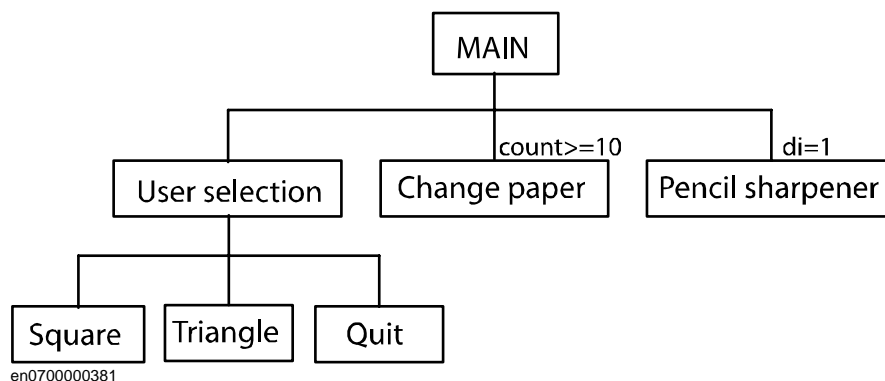 MAIN
count>=10
di=1
User selection
Change paper
Pencil sharpener
Square
Triangle
Quit
en0700000381